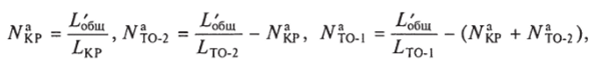 N^а_КР = L′_общ / L_КР, N^а_ТО-2 = L′_общ / L_ТО-2 − N^а_КР, N^а_ТО-1 = L′_общ / L_ТО-1 − (N^а_КР + N^а_ТО-2),